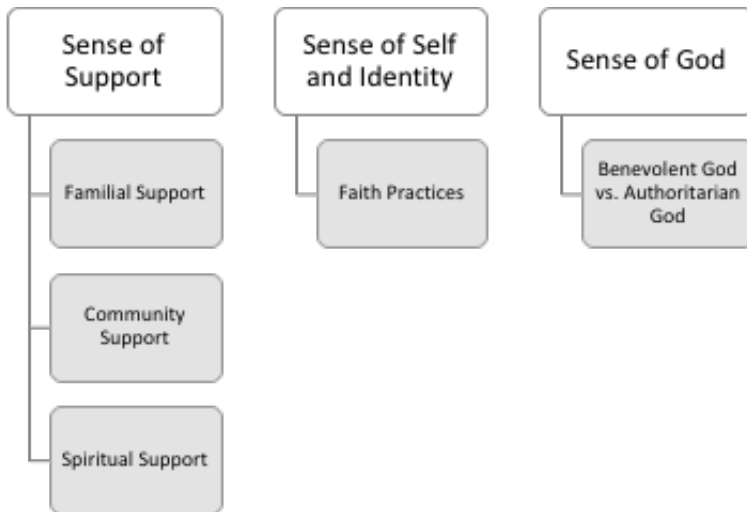 Sense of
Support
Familial Support
Community
Support
Spiritual Support
Sense of Self
and Identity
Faith Practices
Sense of God
Benevolent God
vs. Authoritarian
God